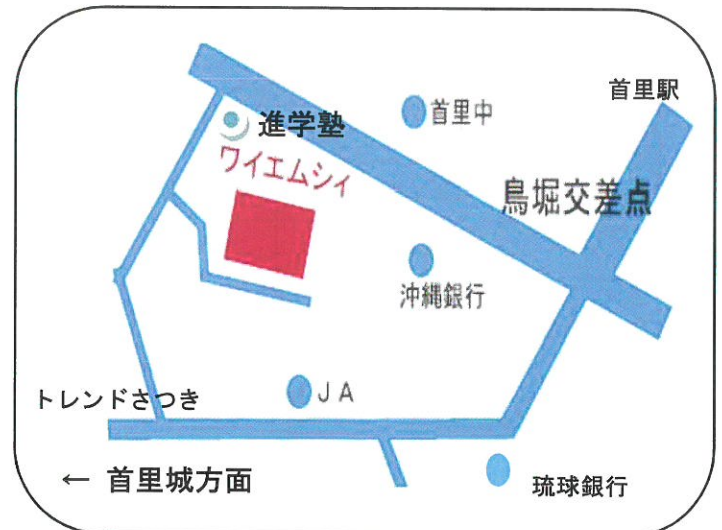 首里駅
首里中
進学塾
ワイエムシィ
鳥堀交差点
沖縄銀行
JA
トレンドさつき
← 首里城方面
琉球銀行